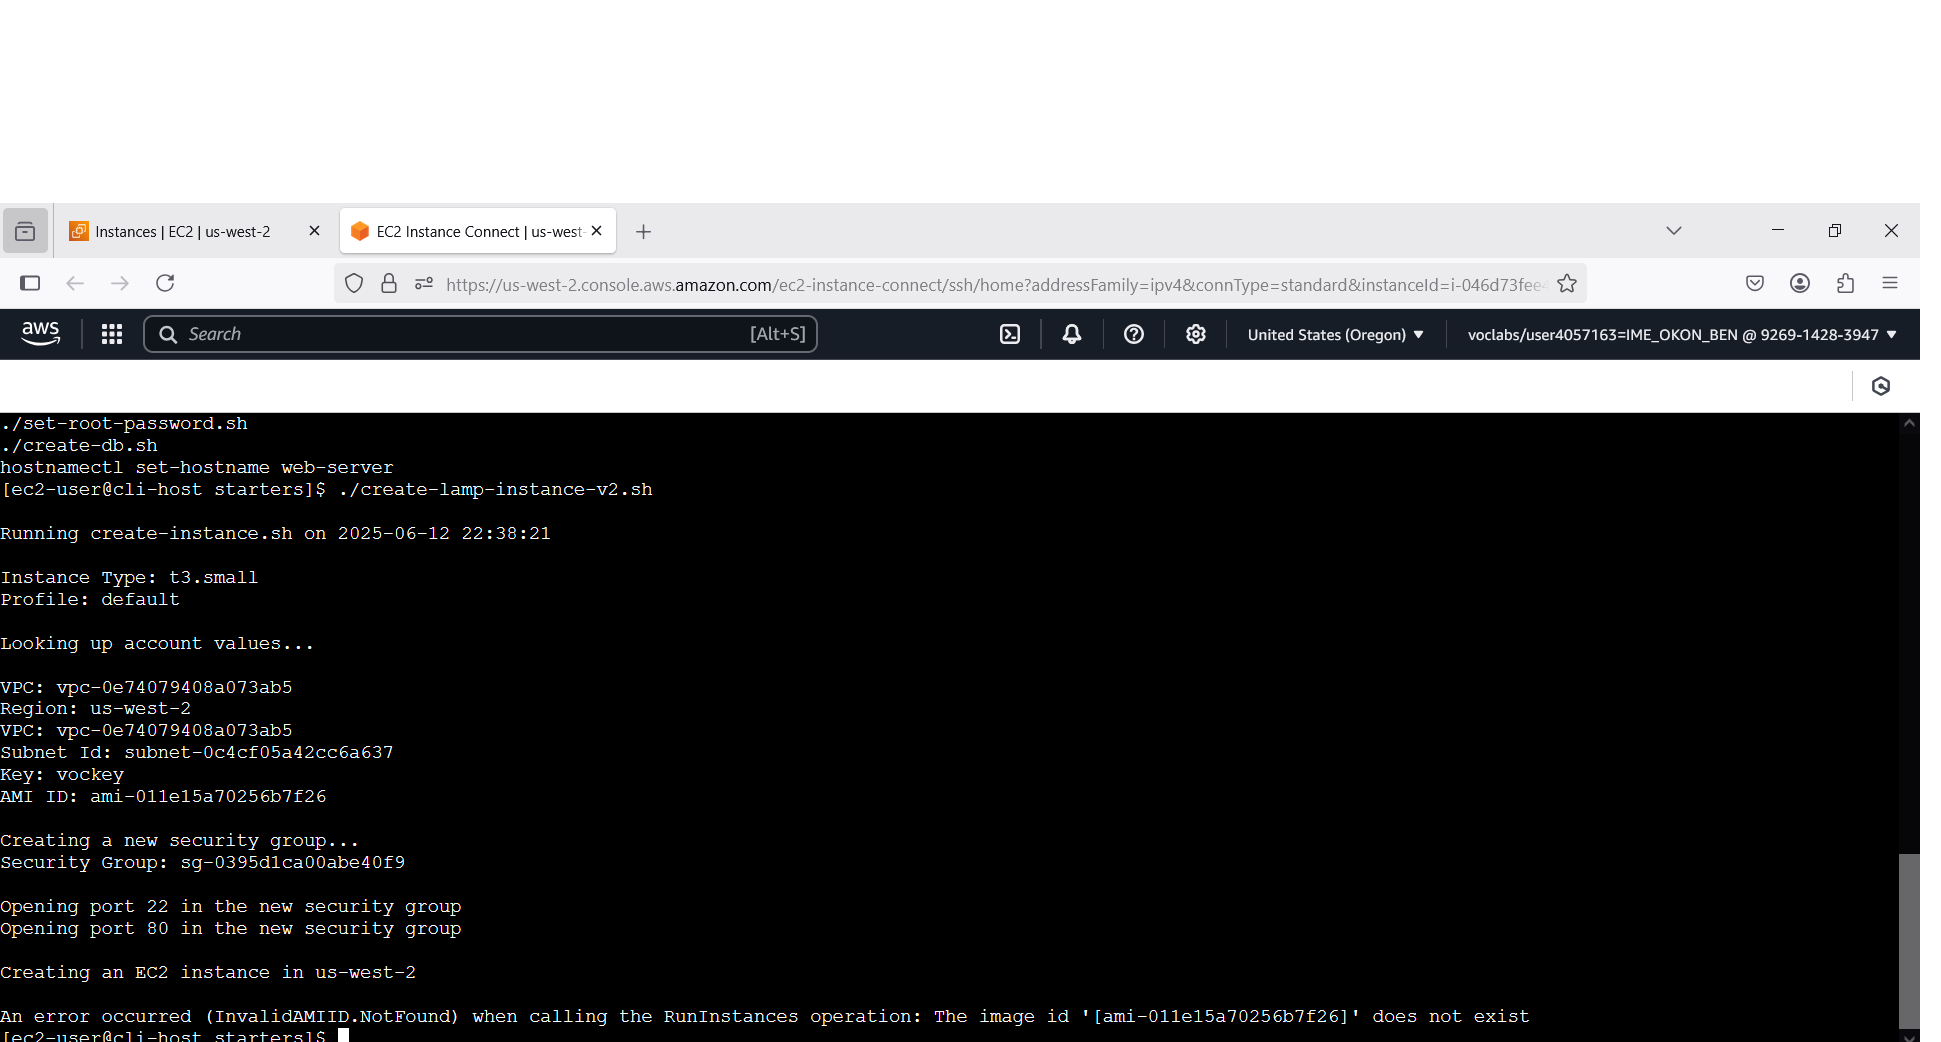 Instances | EC2 | us-west-2
EC2 Instance Connect | us-west-
https://us-west-2.console.aws.amazon.com/ec2-instance-connect/ssh/home?addressFamily=ipv4&connType=standard&instanceId=i-046d73fee4
aws
Search
[Alt+S]
United States (Oregon)
voclabs/user4057163=IME_OKON_BEN @ 9269-1428-3947
./set-root-password.sh
./create-db.sh
hostnamectl set-hostname web-server
[ec2-user@cli-host starters]$ ./create-lamp-instance-v2.sh
Running create-instance.sh on 2025-06-12 22:38:21
Instance Type: t3.small
Profile: default
Looking up account values...
VPC: vpc-0e74079408a073ab5
Region: us-west-2
VPC: vpc-0e74079408a073ab5
Subnet Id: subnet-0c4cf05a42cc6a637
Key: vockey
AMI ID: ami-011e15a70256b7f26
Creating a new security group...
Security Group: sg-0395d1ca00abe40f9
Opening port 22 in the new security group
Opening port 80 in the new security group
Creating an EC2 instance in us-west-2
An error occurred (InvalidAMIID.NotFound) when calling the RunInstances operation: The image id '[ami-011e15a70256b7f26]' does not exist
[ec2-user@cli-host starters]$